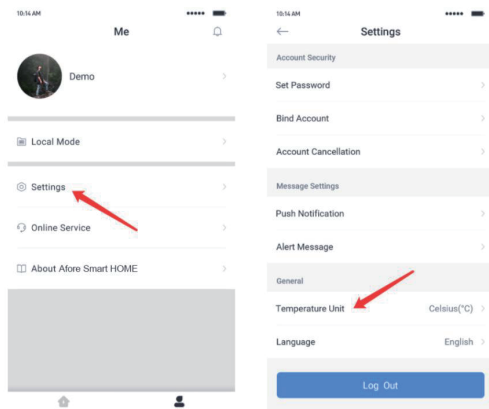 10:14 AM
Me
Demo
Local Mode
Settings
Online Service
About Afore Smart HOME
10:14 AM
Settings
Account Security
Set Password
Bind Account
Account Cancellation
Message Settings
Push Notification
Alert Message
General
Temperature Unit Celsius(°C)
Language English
Log Out